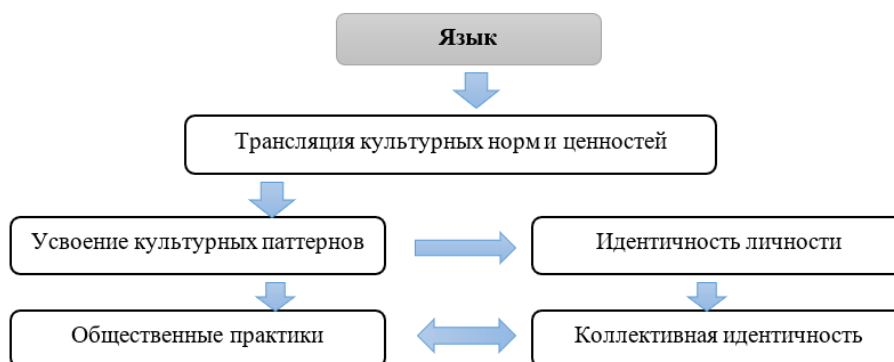 Язык
Трансляция культурных норм и ценностей
Усвоение культурных паттернов
Идентичность личности
Общественные практики
Коллективная идентичность